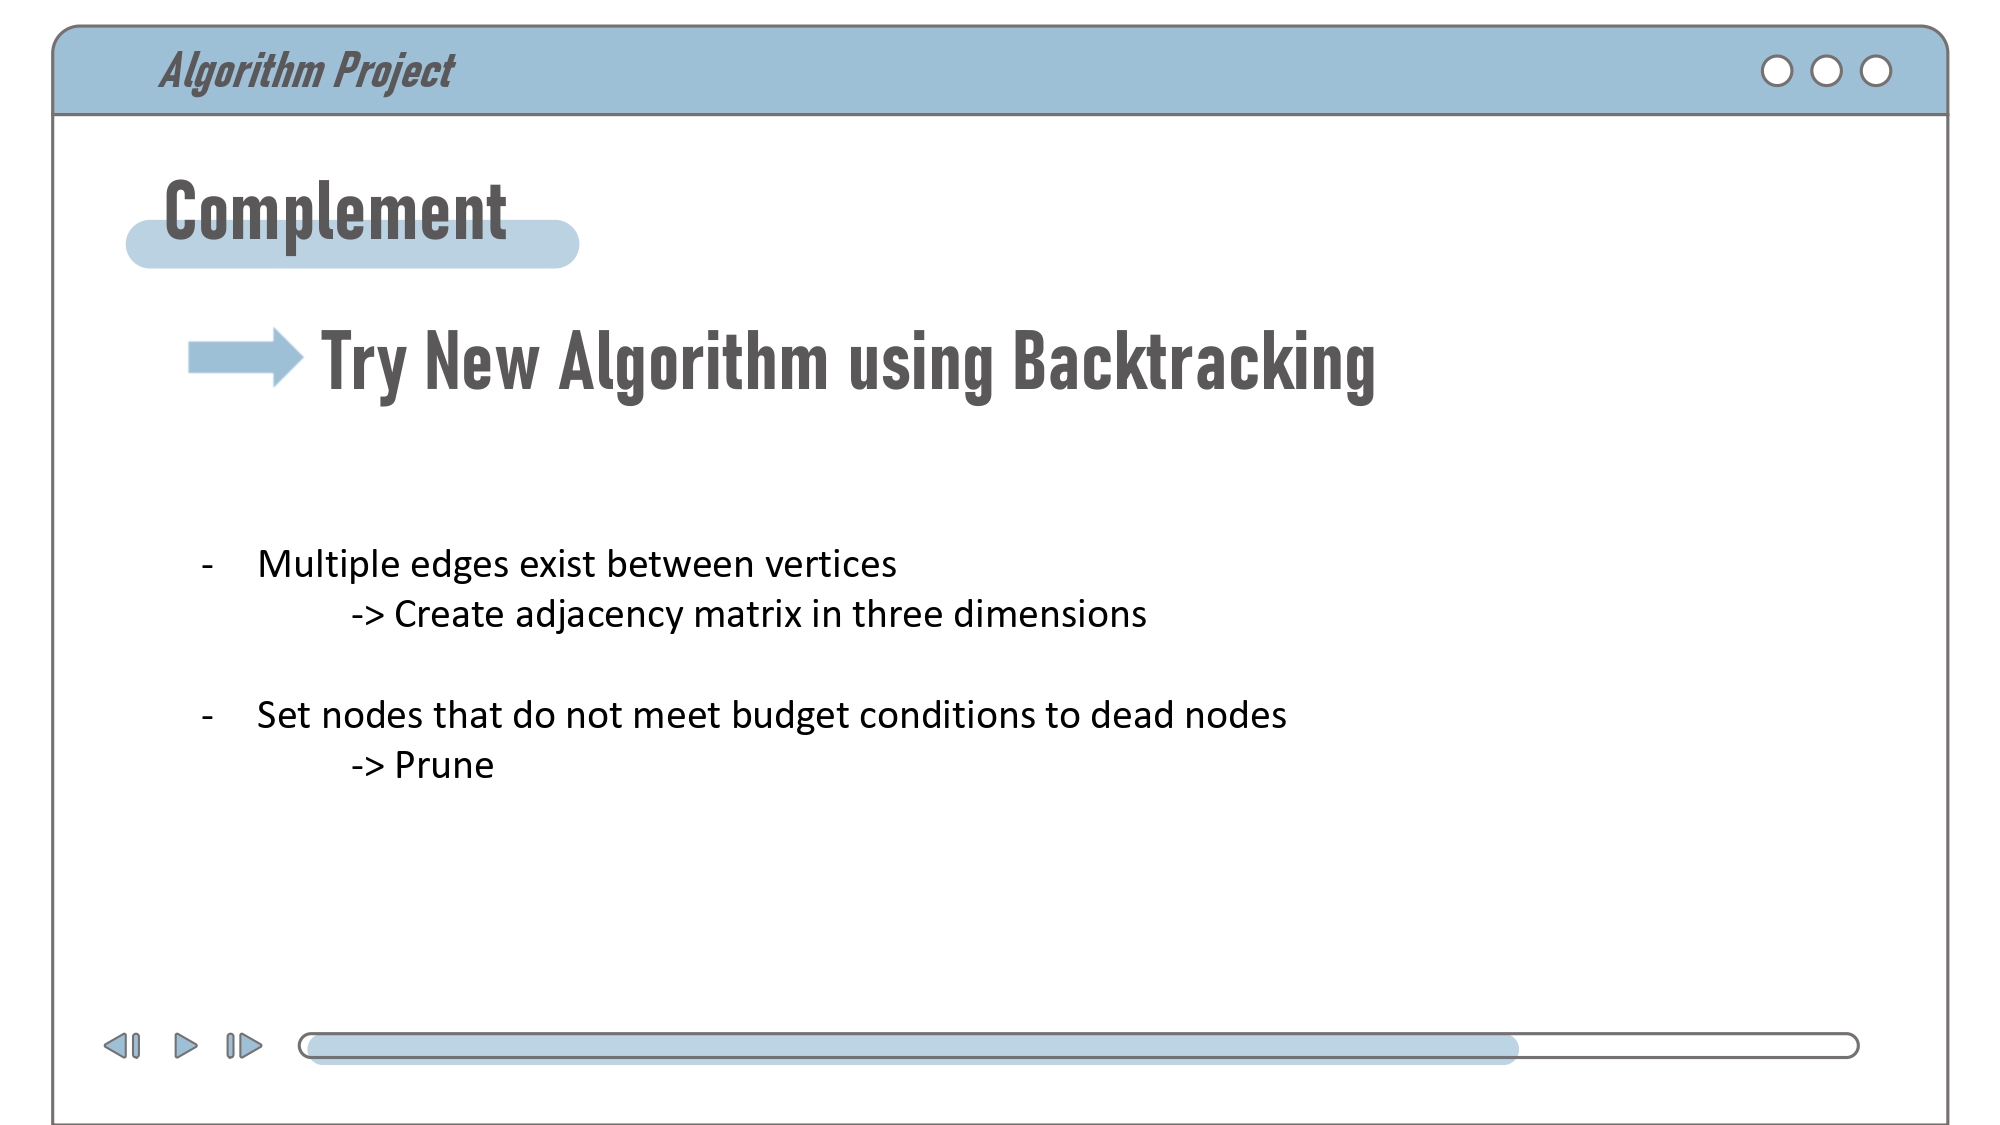 Algorithm Project
Complement
Try New Algorithm using Backtracking
- Multiple edges exist between vertices
-> Create adjacency matrix in three dimensions
- Set nodes that do not meet budget conditions to dead nodes
-> Prune